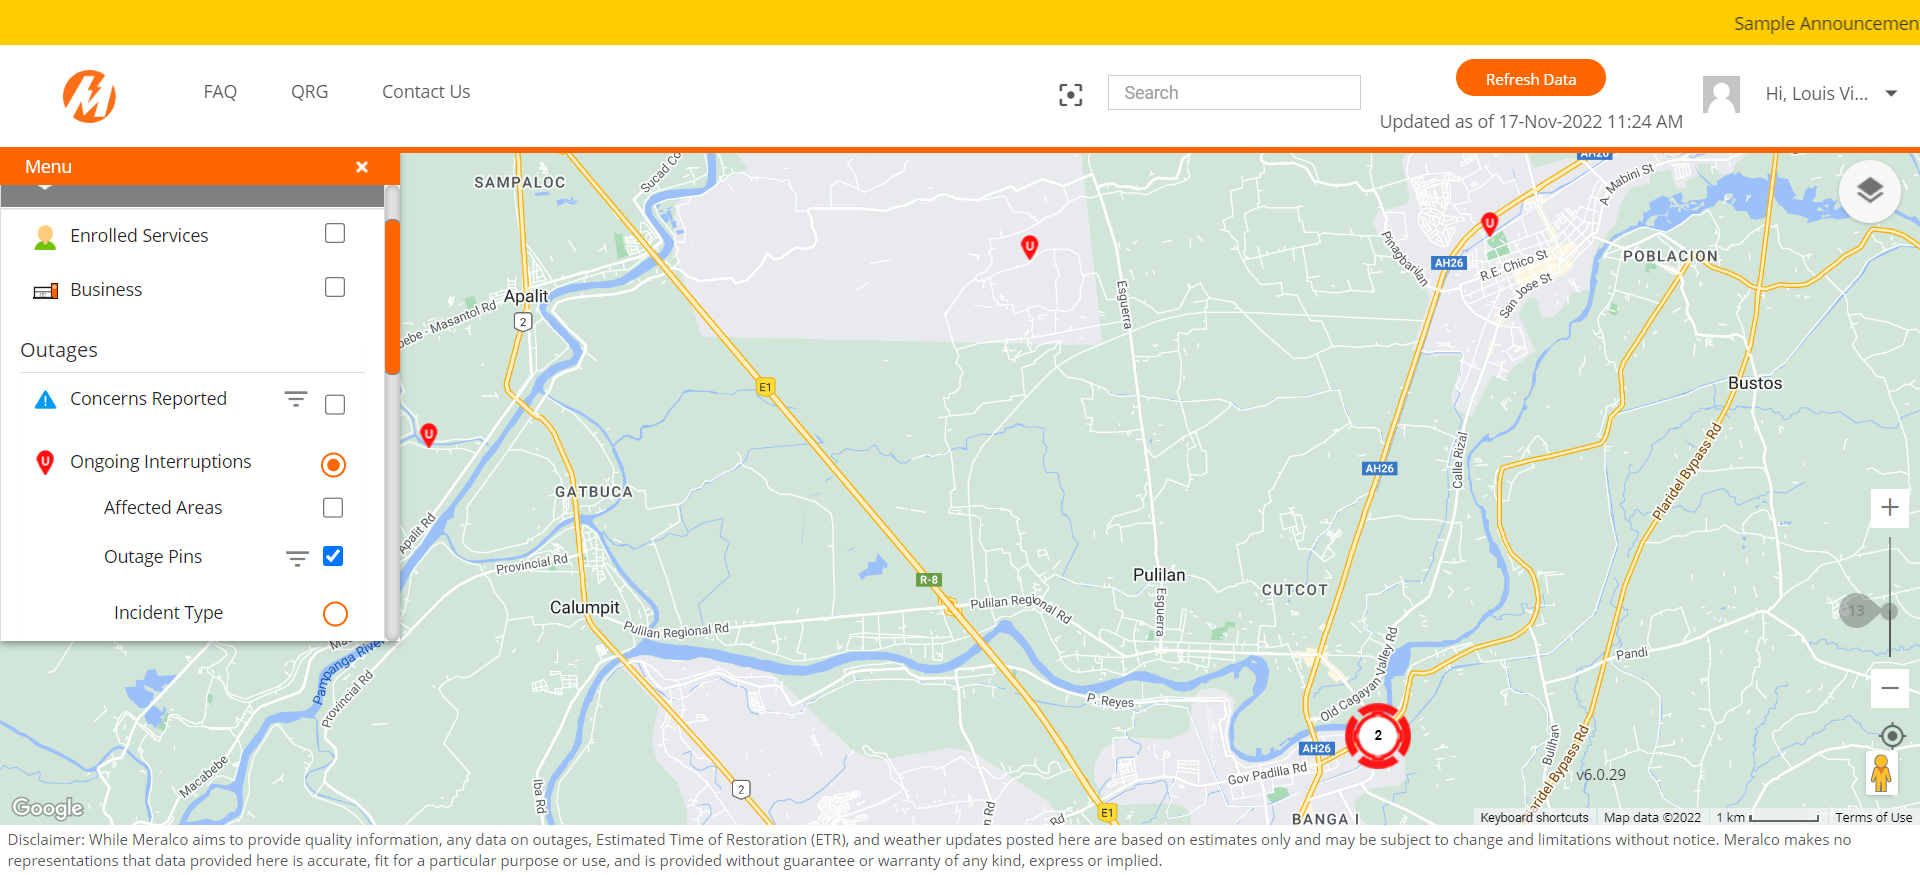 Sample Announcemen
FAQ
QRG
Contact Us
Search
Refresh Data
Updated as of 17-Nov-2022 11:24 AM
Hi, Louis Vi...
Menu
Enrolled Services
Business
Outages
Concerns Reported
Ongoing Interruptions
Affected Areas
Outage Pins
Incident Type
SAMPALOC
Sucad Co
Apalit
2
bebe - Masantol Rd
E1
U
U
U
U
GATBUCA
Apalit Rd
Provincial Rd
Calumpit
Pulilan Regional Rd
R-8
Pulilan Regional Rd
Esguerra
Esguerra
Pulilan
CUTCOT
AH26
AH26
AH26
AH26
Pinagbarilan
A. Mabini St
R.E. Chico St
San Jose St
POBLACION
Bustos
Calle Rizal
Plaridel Bypass Rd
Pandi
13
Old Cagayan Valley Rd
P. Reyes
2
Gov Padilla Rd
BANGA I
Bulihan
aridel Bypass Rd
v6.0.29
Pampanga River
Provincial Rd
Macabebe
Iba Rd
2
E1
Rd
Google
Keyboard shortcuts
Map data ©2022
1 km
Terms of Use
Disclaimer: While Meralco aims to provide quality information, any data on outages, Estimated Time of Restoration (ETR), and weather updates posted here are based on estimates only and may be subject to change and limitations without notice. Meralco makes no
representations that data provided here is accurate, fit for a particular purpose or use, and is provided without guarantee or warranty of any kind, express or implied.